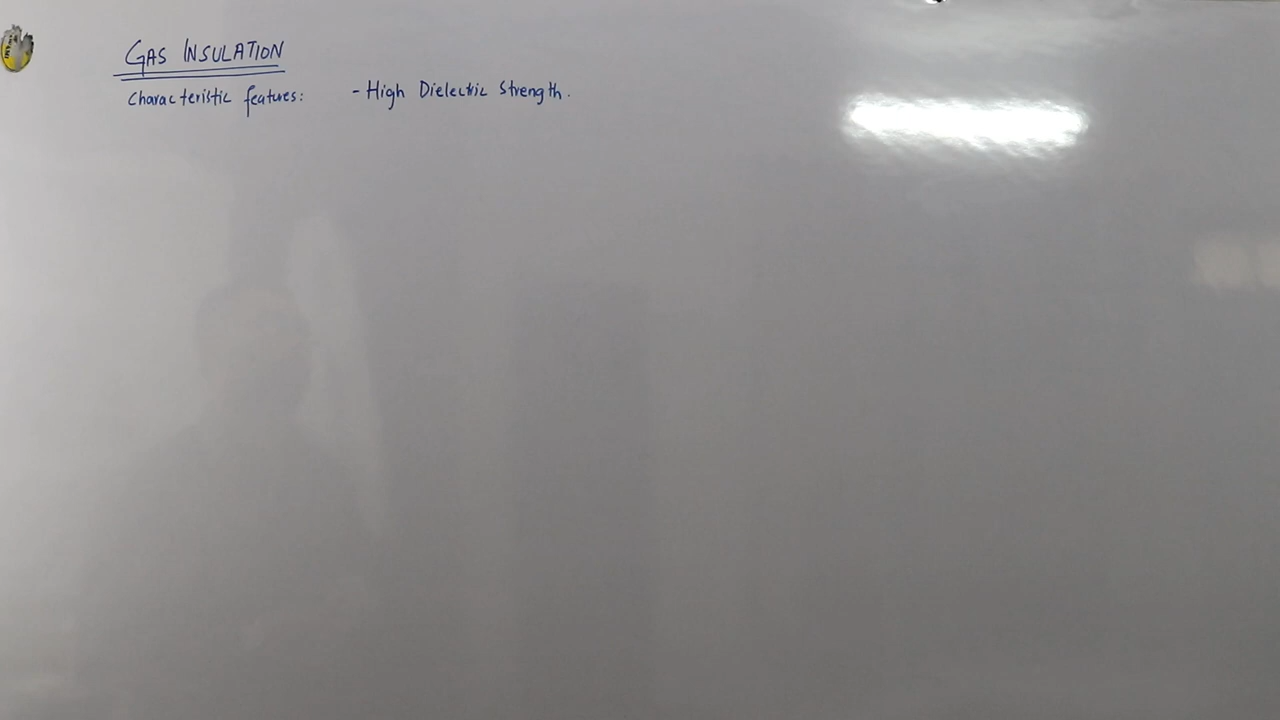 GAS INSULATION
Characteristic features: - High Dielectric Strength.